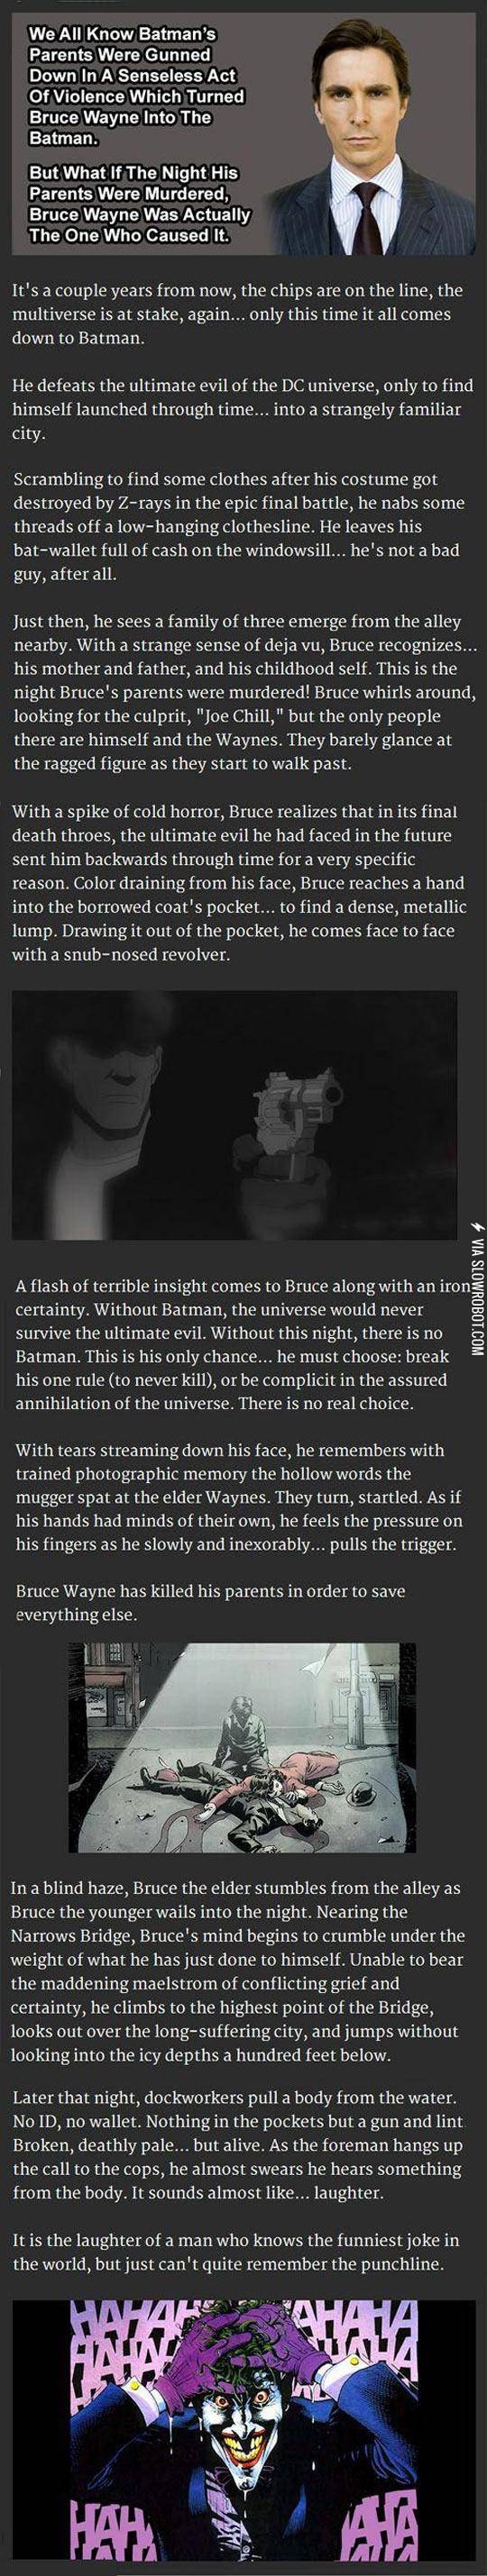 We All Know Batman's
Parents Were Gunned
Down In A Senseless Act
Of Violence Which Turned
Bruce Wayne Into The
Batman.
But What If The Night His
Parents Were Murdered,
Bruce Wayne Was Actually
The One Who Caused It.
It's a couple years from now, the chips are on the line, the
multiverse is at stake, again... only this time it all comes
down to Batman.
He defeats the ultimate evil of the DC universe, only to find
himself launched through time... into a strangely familiar
city.
Scrambling to find some clothes after his costume got
destroyed by Z-rays in the epic final battle, he nabs some
threads off a low-hanging clothesline. He leaves his
bat-wallet full of cash on the windowsill... he's not a bad
guy, after all.
Just then, he sees a family of three emerge from the alley
nearby. With a strange sense of deja vu, Bruce recognizes...
his mother and father, and his childhood self. This is the
night Bruce's parents were murdered! Bruce whirls around,
looking for the culprit, "Joe Chill," but the only people
there are himself and the Waynes. They barely glance at
the ragged figure as they start to walk past.
With a spike of cold horror, Bruce realizes that in its final
death throes, the ultimate evil he had faced in the future
sent him backwards through time for a very specific
reason. Color draining from his face, Bruce reaches a hand
into the borrowed coat's pocket... to find a dense, metallic
lump. Drawing it out of the pocket, he comes face to face
with a snub-nosed revolver.
VIA SLOWROBOT.COM
A flash of terrible insight comes to Bruce along with an iron
certainty. Without Batman, the universe would never
survive the ultimate evil. Without this night, there is no
Batman. This is his only chance... he must choose: break
his one rule (to never kill), or be complicit in the assured
annihilation of the universe. There is no real choice.
With tears streaming down his face, he remembers with
trained photographic memory the hollow words the
mugger spat at the elder Waynes. They turn, startled. As if
his hands had minds of their own, he feels the pressure on
his fingers as he slowly and inexorably... pulls the trigger.
Bruce Wayne has killed his parents in order to save
everything else.
In a blind haze, Bruce the elder stumbles from the alley as
Bruce the younger wails into the night. Nearing the
Narrows Bridge, Bruce's mind begins to crumble under the
weight of what he has just done to himself. Unable to bear
the maddening maelstrom of conflicting grief and
certainty, he climbs to the highest point of the Bridge,
looks out over the long-suffering city, and jumps without
looking into the icy depths a hundred feet below.
Later that night, dockworkers pull a body from the water.
No ID, no wallet. Nothing in the pockets but a gun and lint.
Broken, deathly pale... but alive. As the foreman hangs up
the call to the cops, he almost swears he hears something
from the body. It sounds almost like... laughter.
It is the laughter of a man who knows the funniest joke in
the world, but just can't quite remember the punchline.